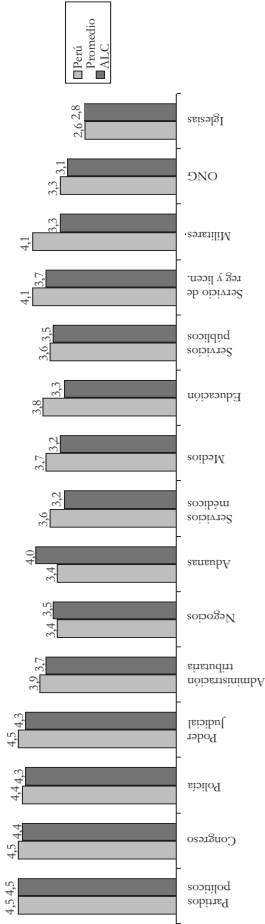 Perú
Promedio
ALC
4,5 4,5
Partidos
políticos
4,5 4,4
Congreso
4,4 4,3
Policía
4,5 4,3
Poder
Judicial
3,9 3,7
Administración
tributaria
3,4 3,5
Negocios
3,4 4,0
Aduanas
3,6 3,2
Servicios
médicos
3,7 3,2
Medios
3,8 3,3
Educación
3,6 3,5
Servicios
públicos
4,1 3,7
Servicio de
reg y licen.
4,1 3,3
Militares.
3,3 3,1
ONG
2,6 2,8
Iglesias